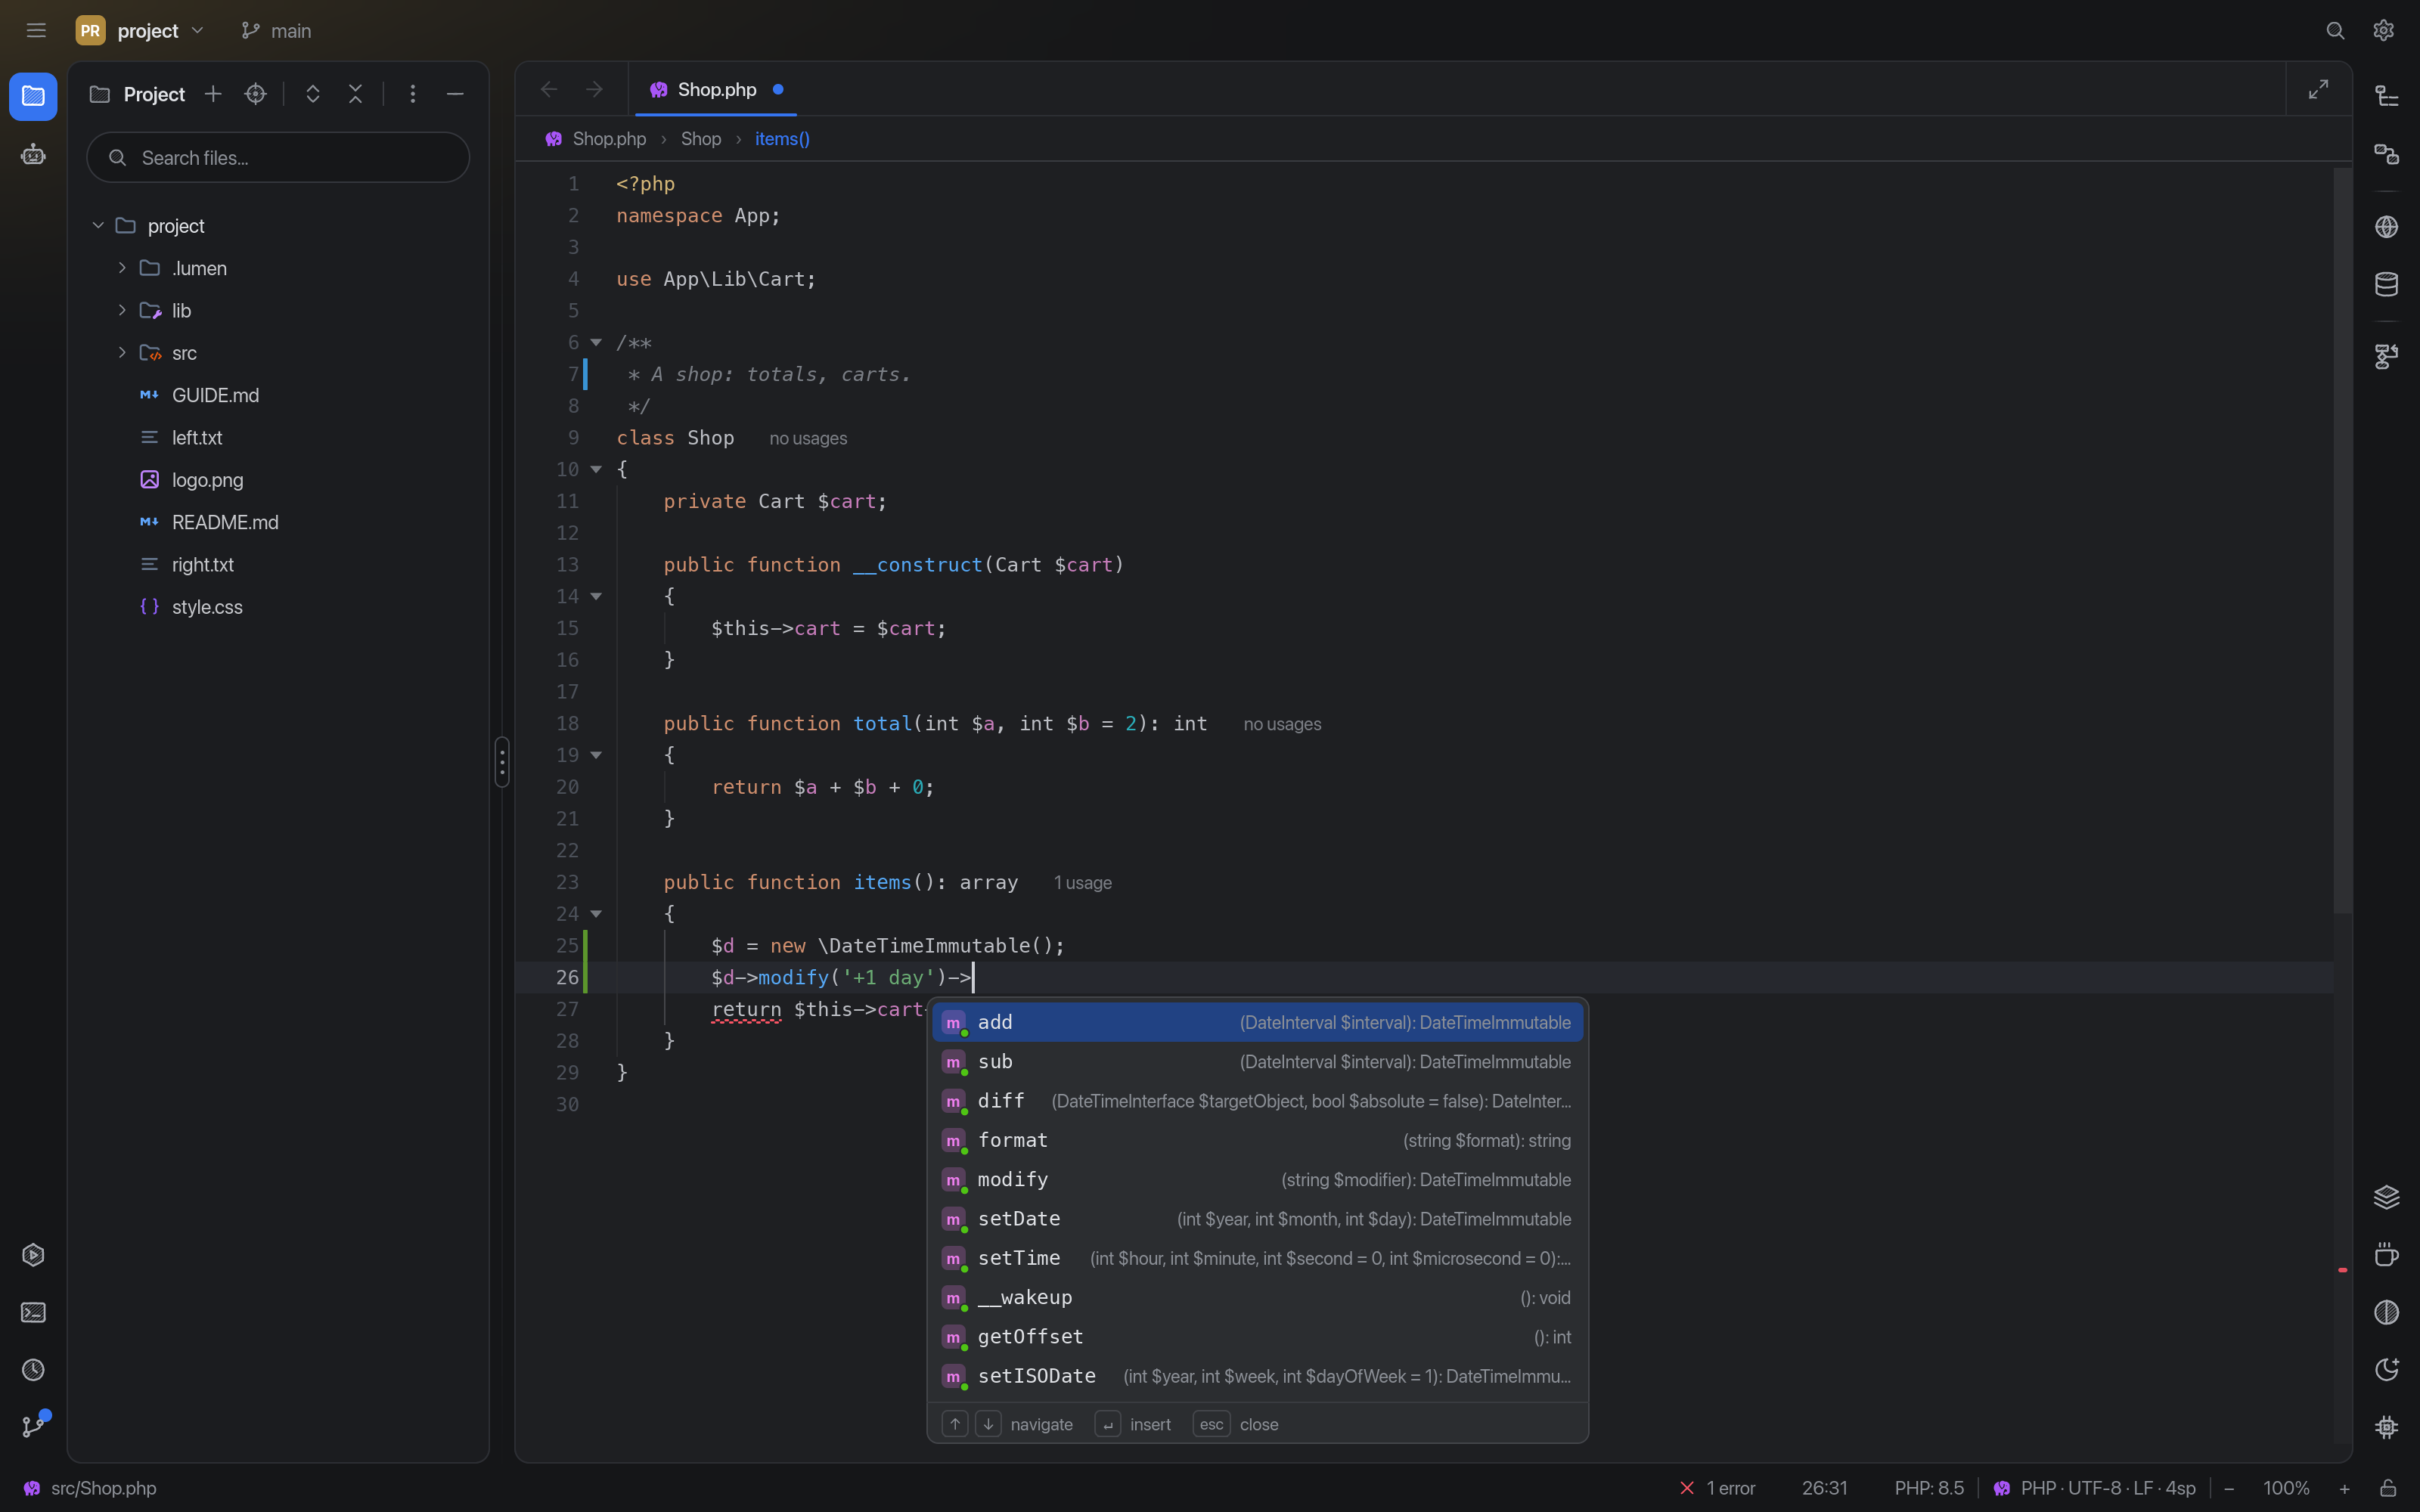 PR project main
Project
Search files...
project
.lumen
lib
src
GUIDE.md
left.txt
logo.png
README.md
right.txt
style.css
Shop.php
Shop.php › Shop › items()
1 <?php
2 namespace App;
3
4 use App\Lib\Cart;
5
6 /**
7  * A shop: totals, carts.
8  */
9 class Shop no usages
10 {
11     private Cart $cart;
12
13     public function __construct(Cart $cart)
14     {
15         $this->cart = $cart;
16     }
17
18     public function total(int $a, int $b = 2): int no usages
19     {
20         return $a + $b + 0;
21     }
22
23     public function items(): array 1 usage
24     {
25         $d = new \DateTimeImmutable();
26         $d->modify('+1 day')->
27         return $this->cart
28     }
29 }
30
m add (DateInterval $interval): DateTimeImmutable
m sub (DateInterval $interval): DateTimeImmutable
m diff (DateTimeInterface $targetObject, bool $absolute = false): DateInter...
m format (string $format): string
m modify (string $modifier): DateTimeImmutable
m setDate (int $year, int $month, int $day): DateTimeImmutable
m setTime (int $hour, int $minute, int $second = 0, int $microsecond = 0):...
m __wakeup (): void
m getOffset (): int
m setISODate (int $year, int $week, int $dayOfWeek = 1): DateTimeImmu...
↑ ↓ navigate ↵ insert esc close
src/Shop.php 1 error 26:31 PHP: 8.5 PHP · UTF-8 · LF · 4sp − 100% +